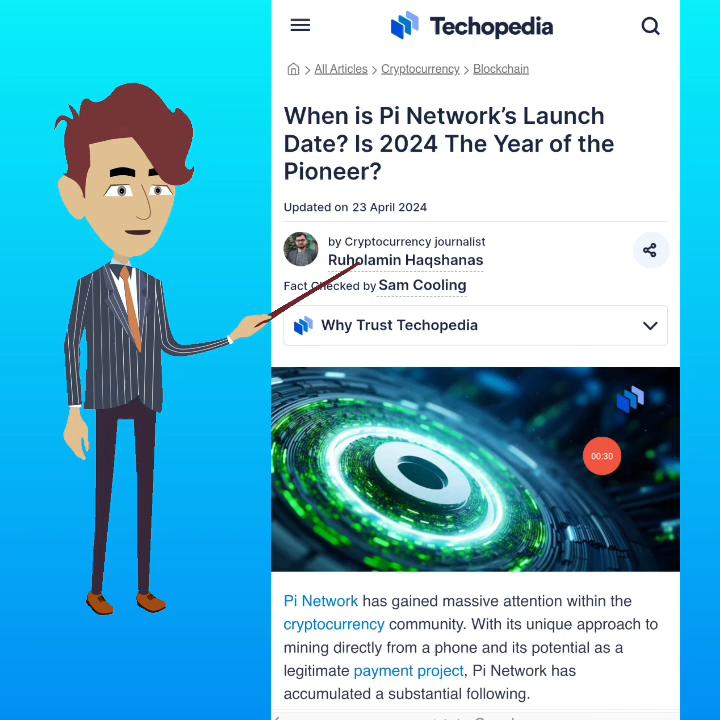 Techopedia
All Articles > Cryptocurrency > Blockchain
When is Pi Network’s Launch
Date? Is 2024 The Year of the
Pioneer?
Updated on 23 April 2024
by Cryptocurrency journalist
Ruholamin Haqshanas
Fact Checked by Sam Cooling
Why Trust Techopedia
00:30
Pi Network has gained massive attention within the
cryptocurrency community. With its unique approach to
mining directly from a phone and its potential as a
legitimate payment project, Pi Network has
accumulated a substantial following.